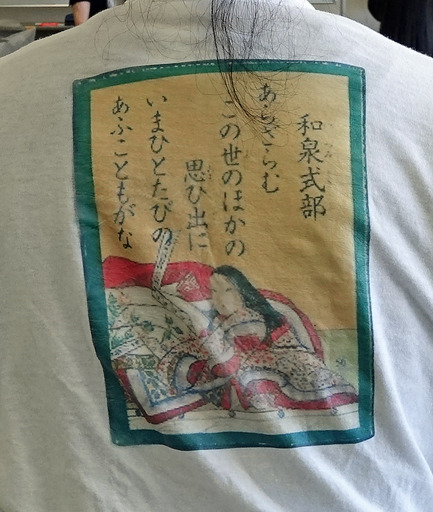 和泉式部
あらざらむ
この世のほかの
思ひ出に
いまひとたびの
あふこともがな
56